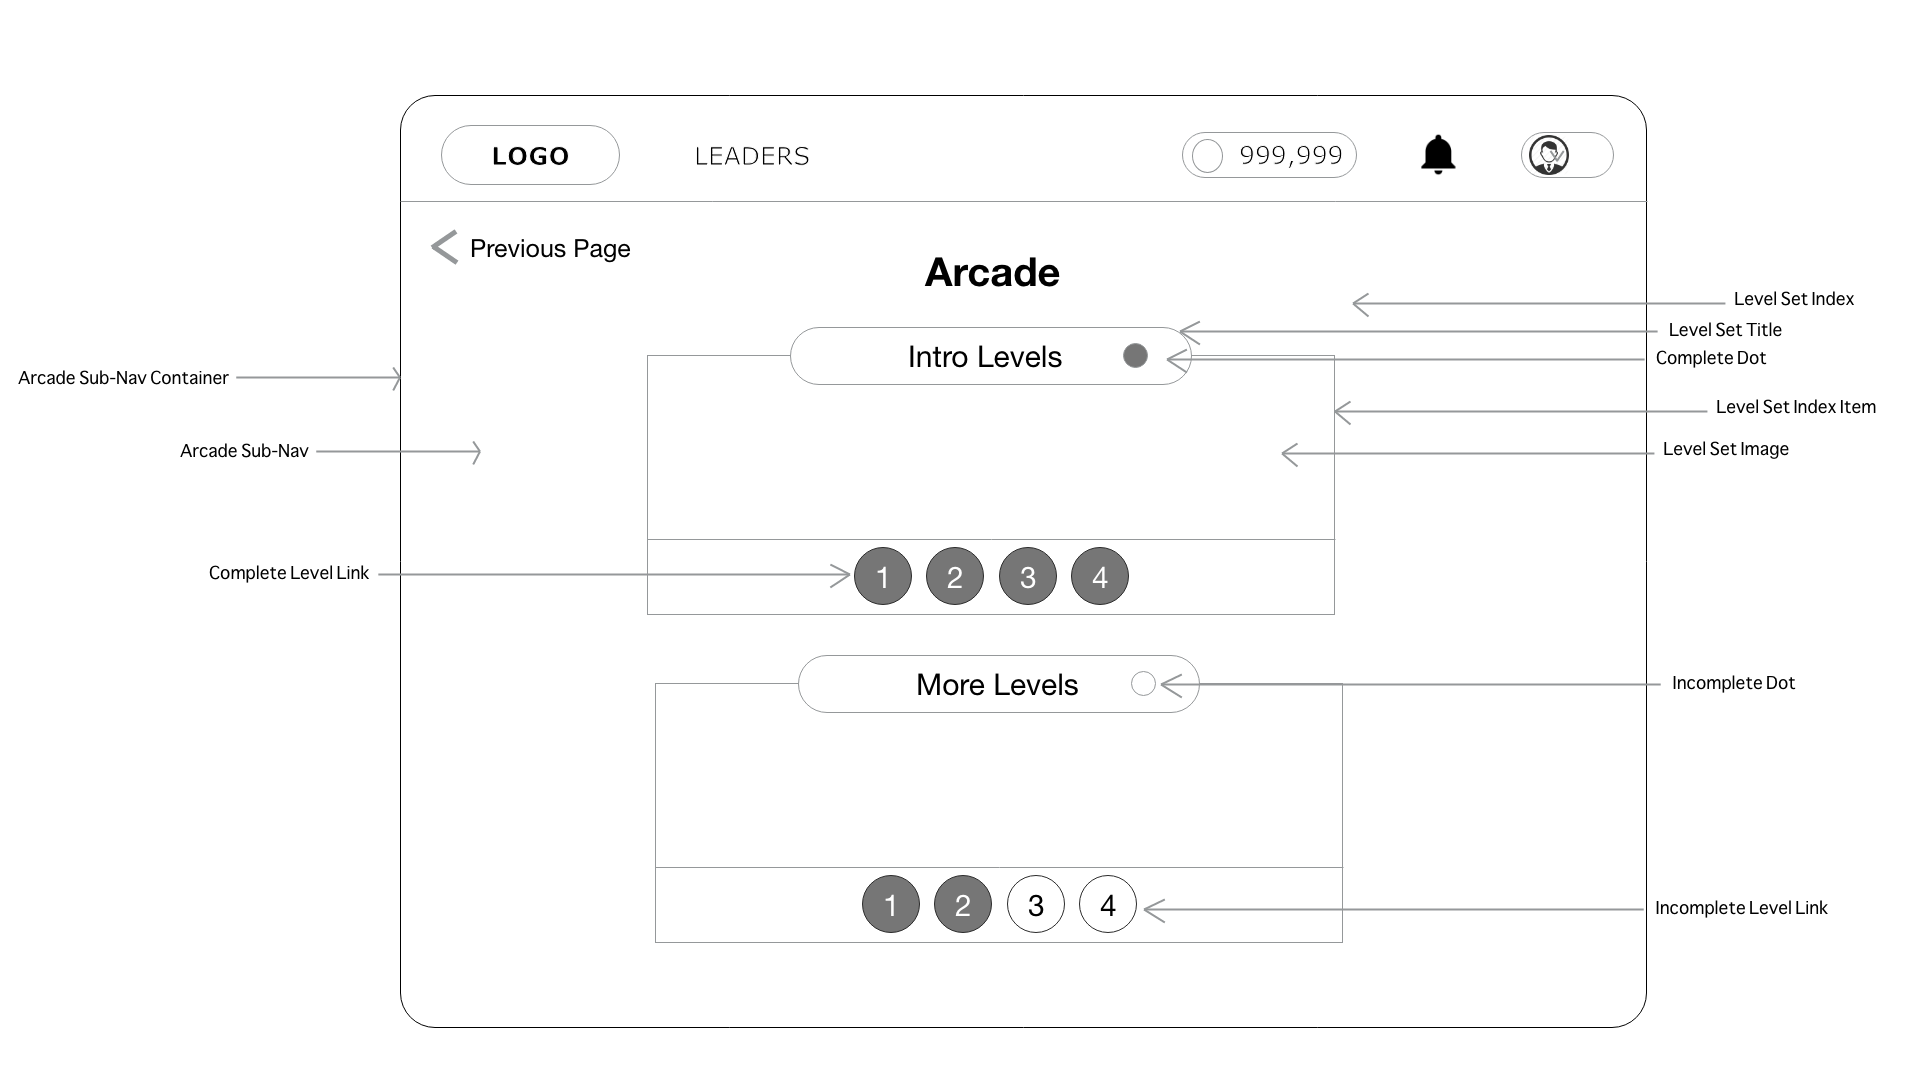 LOGO
LEADERS
999,999
Previous Page
Arcade
Level Set Index
Level Set Title
Intro Levels
Complete Dot
Arcade Sub-Nav Container
Level Set Index Item
Arcade Sub-Nav
Level Set Image
Complete Level Link
1 2 3 4
More Levels
Incomplete Dot
1 2 3 4
Incomplete Level Link